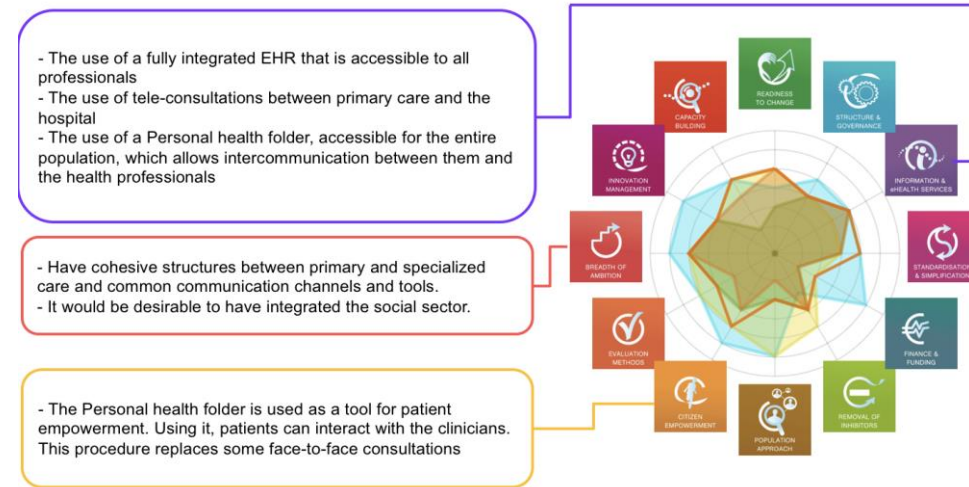 - The use of a fully integrated EHR that is accessible to all
professionals
- The use of tele-consultations between primary care and the
hospital
- The use of a Personal health folder, accessible for the entire
population, which allows intercommunication between them and
the health professionals
- Have cohesive structures between primary and specialized
care and common communication channels and tools.
- It would be desirable to have integrated the social sector.
- The Personal health folder is used as a tool for patient
empowerment. Using it, patients can interact with the clinicians.
This procedure replaces some face-to-face consultations
READINESS
TO CHANGE
STRUCTURE &
GOVERNANCE
INFORMATION &
eHEALTH SERVICES
STANDARDISATION
& SIMPLIFICATION
FINANCE &
FUNDING
REMOVAL OF
INHIBITORS
POPULATION
APPROACH
CITIZEN
EMPOWERMENT
EVALUATION
METHODS
BREADTH OF
AMBITION
INNOVATION
MANAGEMENT
CAPACITY
BUILDING